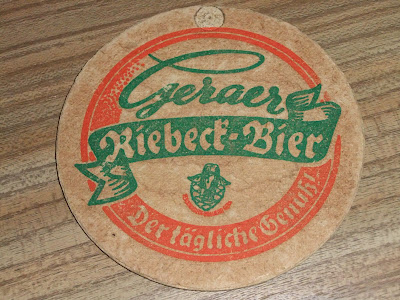 Geraer
Riebeck-Bier
Der tägliche Genuß!